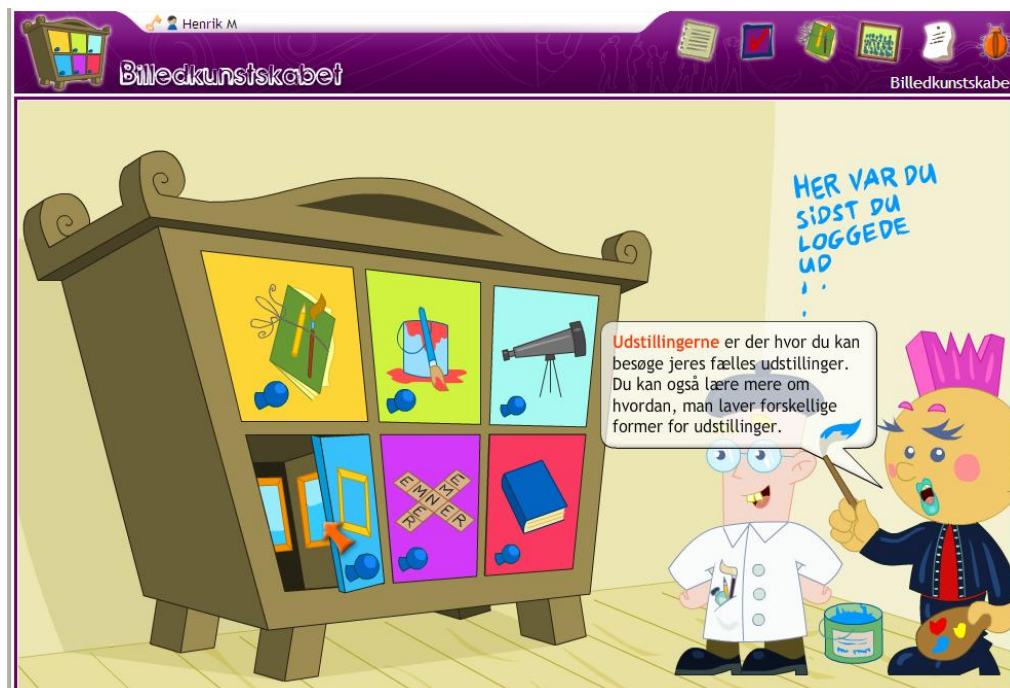 Henrik M
Billedkunstskabet
Billedkunstskabe
HER VAR DU
SIDST DU
LOGGEDE
UD
Udstillingerne er der hvor du kan
besøge jeres fælles udstillinger.
Du kan også lære mere om
hvordan, man laver forskellige
former for udstillinger.
EMNER
EMNER